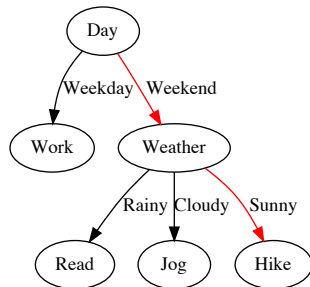 Day
Weekday Weekend
Work Weather
Rainy Cloudy Sunny
Read Jog Hike